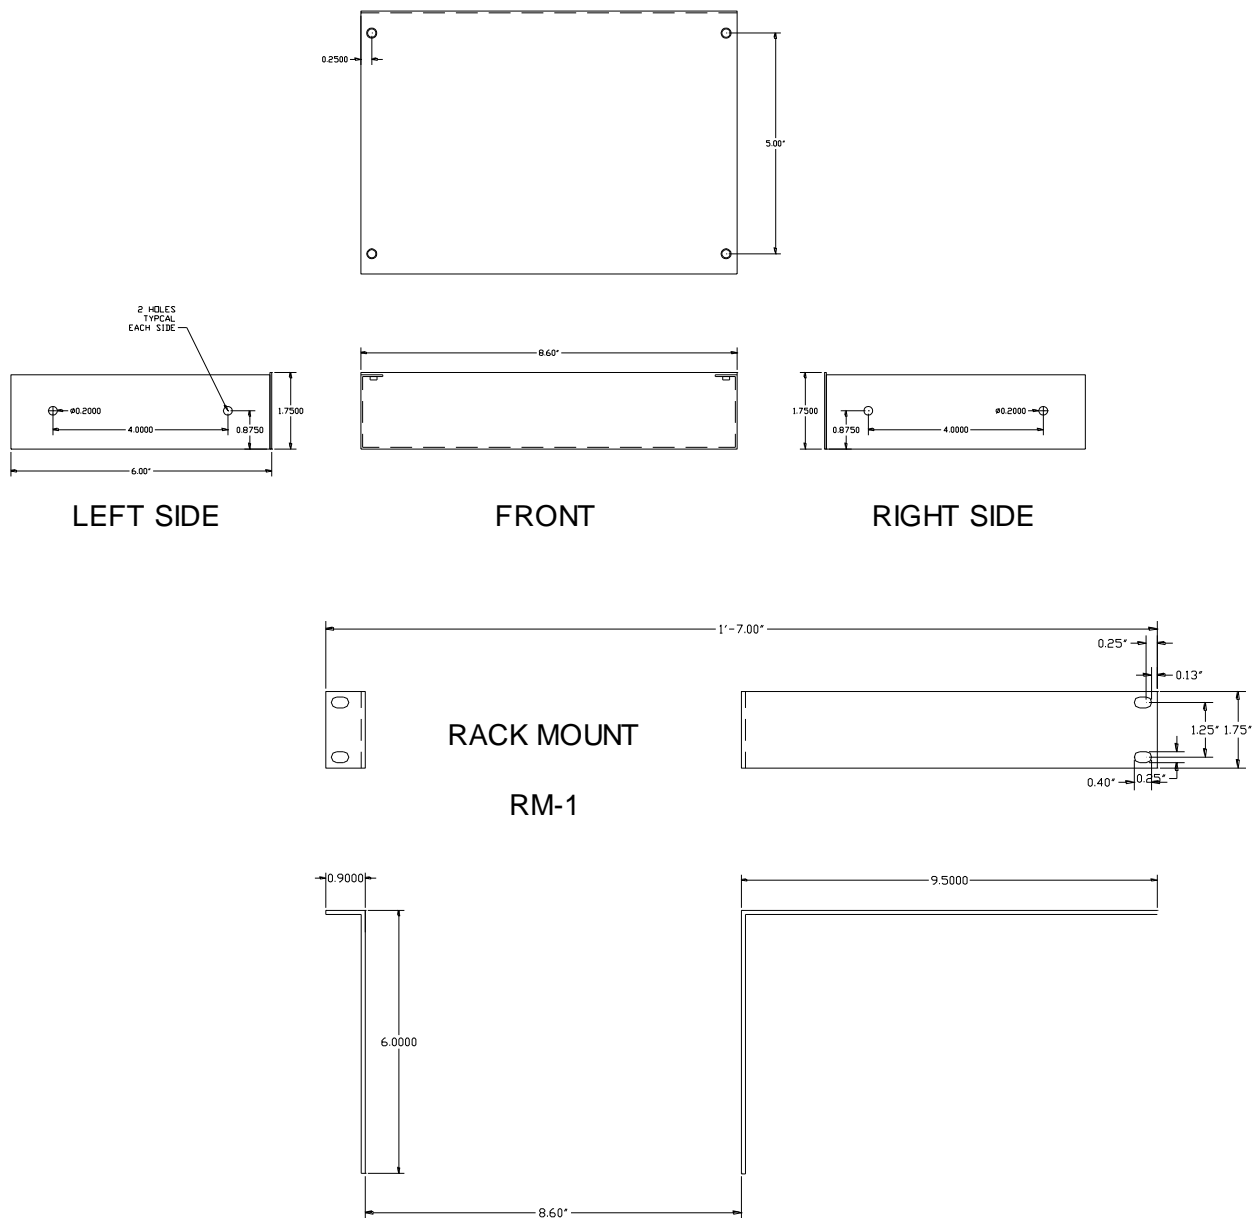 0.2500
5.00"
2 HOLES
TYPCAL
EACH SIDE
8.60"
ø0.2000
4.0000
0.8750
1.7500
6.00"
1.7500
0.8750
ø0.2000
4.0000
LEFT SIDE
FRONT
RIGHT SIDE
1'-7.00"
0.25"
0.13"
RACK MOUNT
1.25"
1.75"
0.40"
0.25"
RM-1
0.9000
9.5000
6.0000
8.60"